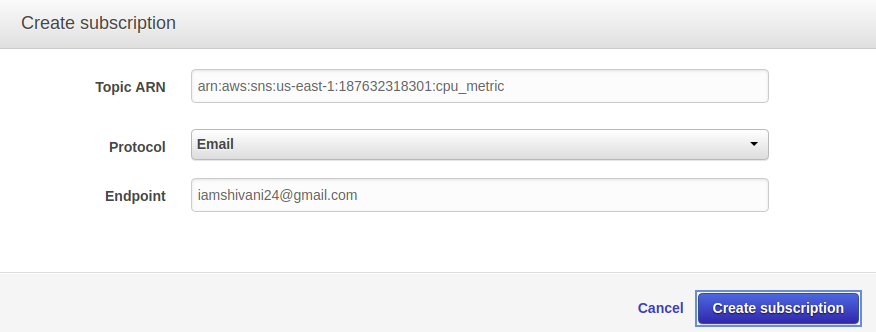 Create subscription
Topic ARN arn:aws:sns:us-east-1:187632318301:cpu_metric
Protocol Email
Endpoint iamshivani24@gmail.com
Cancel Create subscription